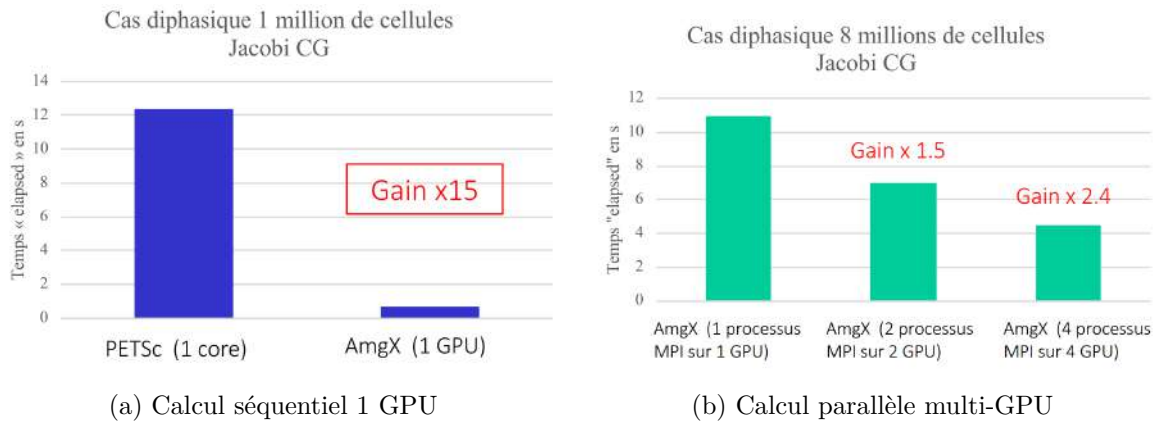 Cas diphasique 1 million de cellules
Jacobi CG
Temps « elapsed » en s
14
12
10
8
6
4
2
0
Gain x15
PETSc (1 core)
AmgX (1 GPU)
(a) Calcul séquentiel 1 GPU
Cas diphasique 8 millions de cellules
Jacobi CG
Temps "elapsed" en s
12
10
8
6
4
2
0
Gain x 1.5
Gain x 2.4
AmgX (1 processus
MPI sur 1 GPU)
AmgX (2 processus
MPI sur 2 GPU)
AmgX (4 processus
MPI sur 4 GPU)
(b) Calcul parallèle multi-GPU